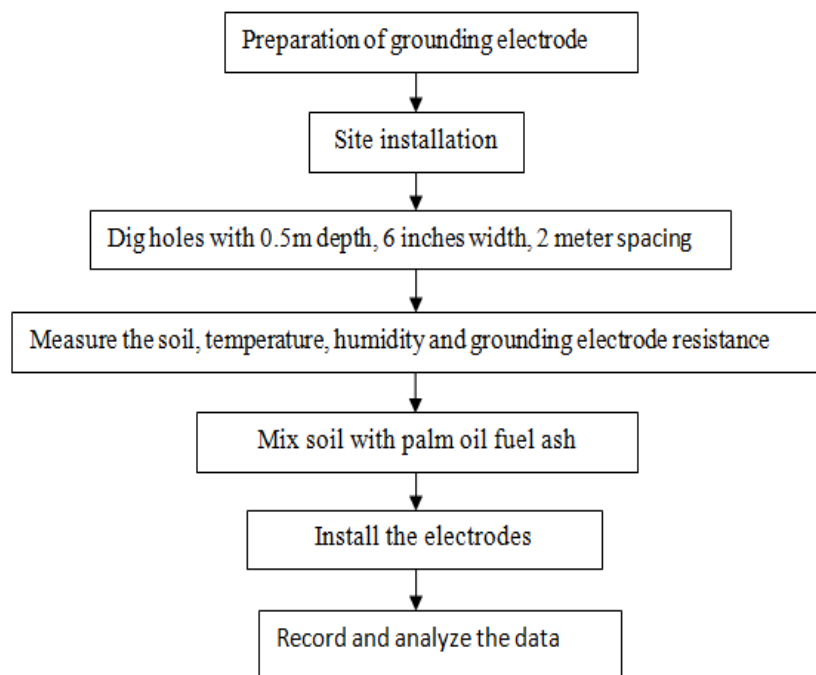 Preparation of grounding electrode
Site installation
Dig holes with 0.5m depth, 6 inches width, 2 meter spacing
Measure the soil, temperature, humidity and grounding electrode resistance
Mix soil with palm oil fuel ash
Install the electrodes
Record and analyze the data